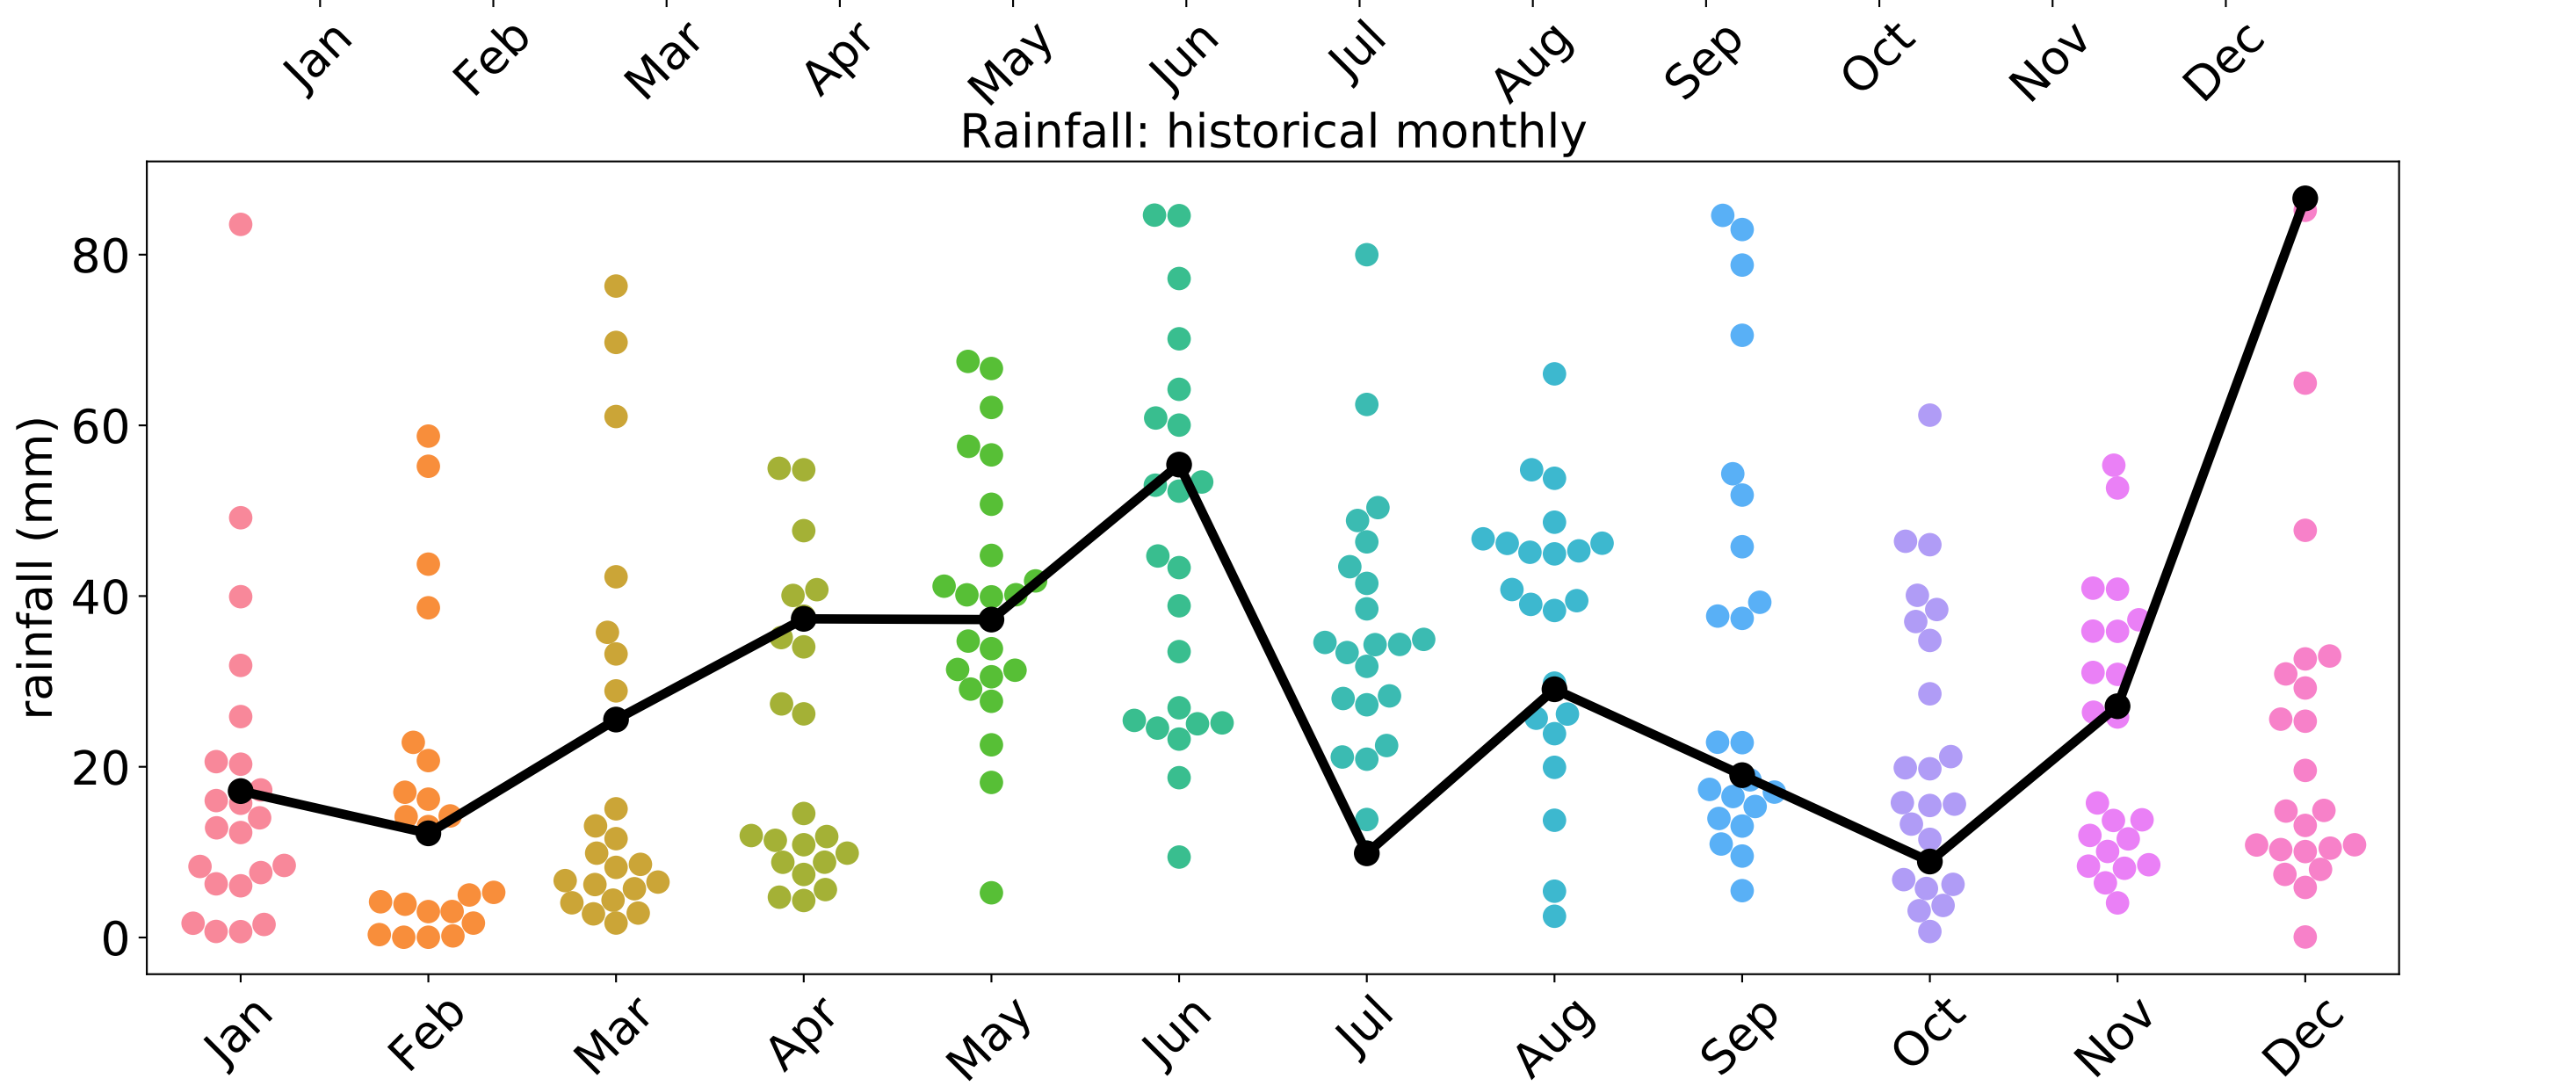 Jan Feb Mar Apr May Jun Jul Aug Sep Oct Nov Dec
Rainfall: historical monthly
rainfall (mm)
80
60
40
20
0
Jan Feb Mar Apr May Jun Jul Aug Sep Oct Nov Dec